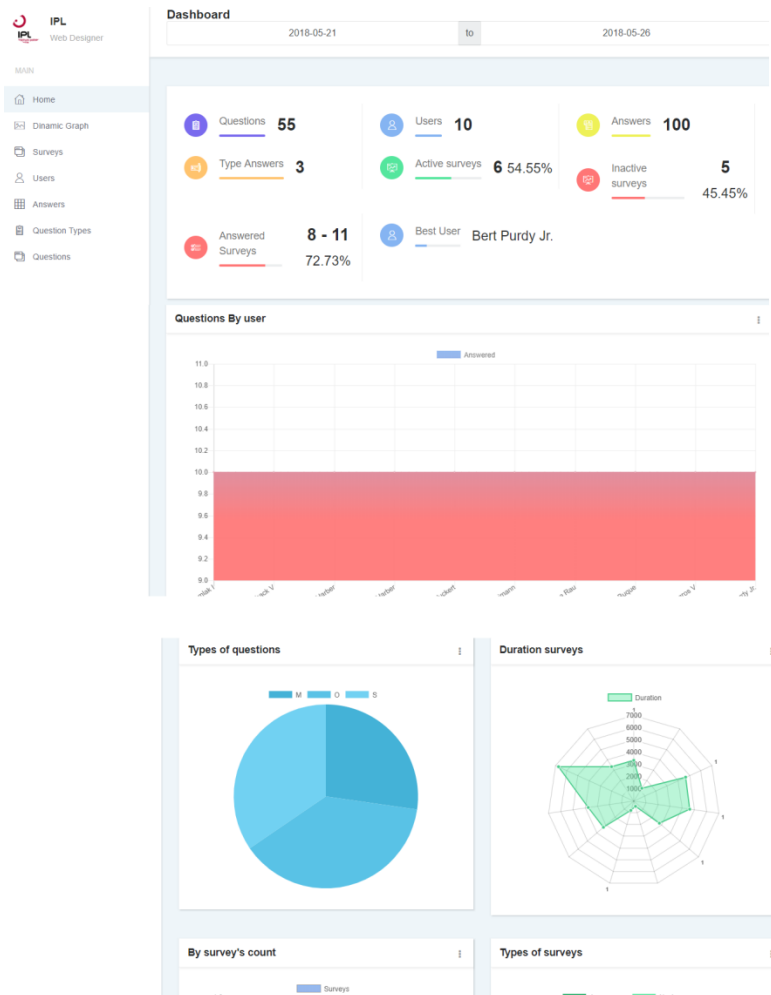 IPL
IPL
Web Designer
MAIN
Home
Dinamic Graph
Surveys
Users
Answers
Question Types
Questions
Dashboard
2018-05-21 to 2018-05-26
Questions 55
Users 10
Answers 100
Type Answers 3
Active surveys 6 54.55%
Inactive surveys 5
45.45%
Answered Surveys 8 - 11
72.73%
Best User Bert Purdy Jr.
Questions By user
Answered
11.0
10.8
10.6
10.4
10.2
10.0
9.8
9.6
9.4
9.2
9.0
Types of questions
M O S
Duration surveys
Duration
1
7000
6000
5000
4000
3000
2000
1000
1
1
1
1
By survey's count
Surveys
Types of surveys